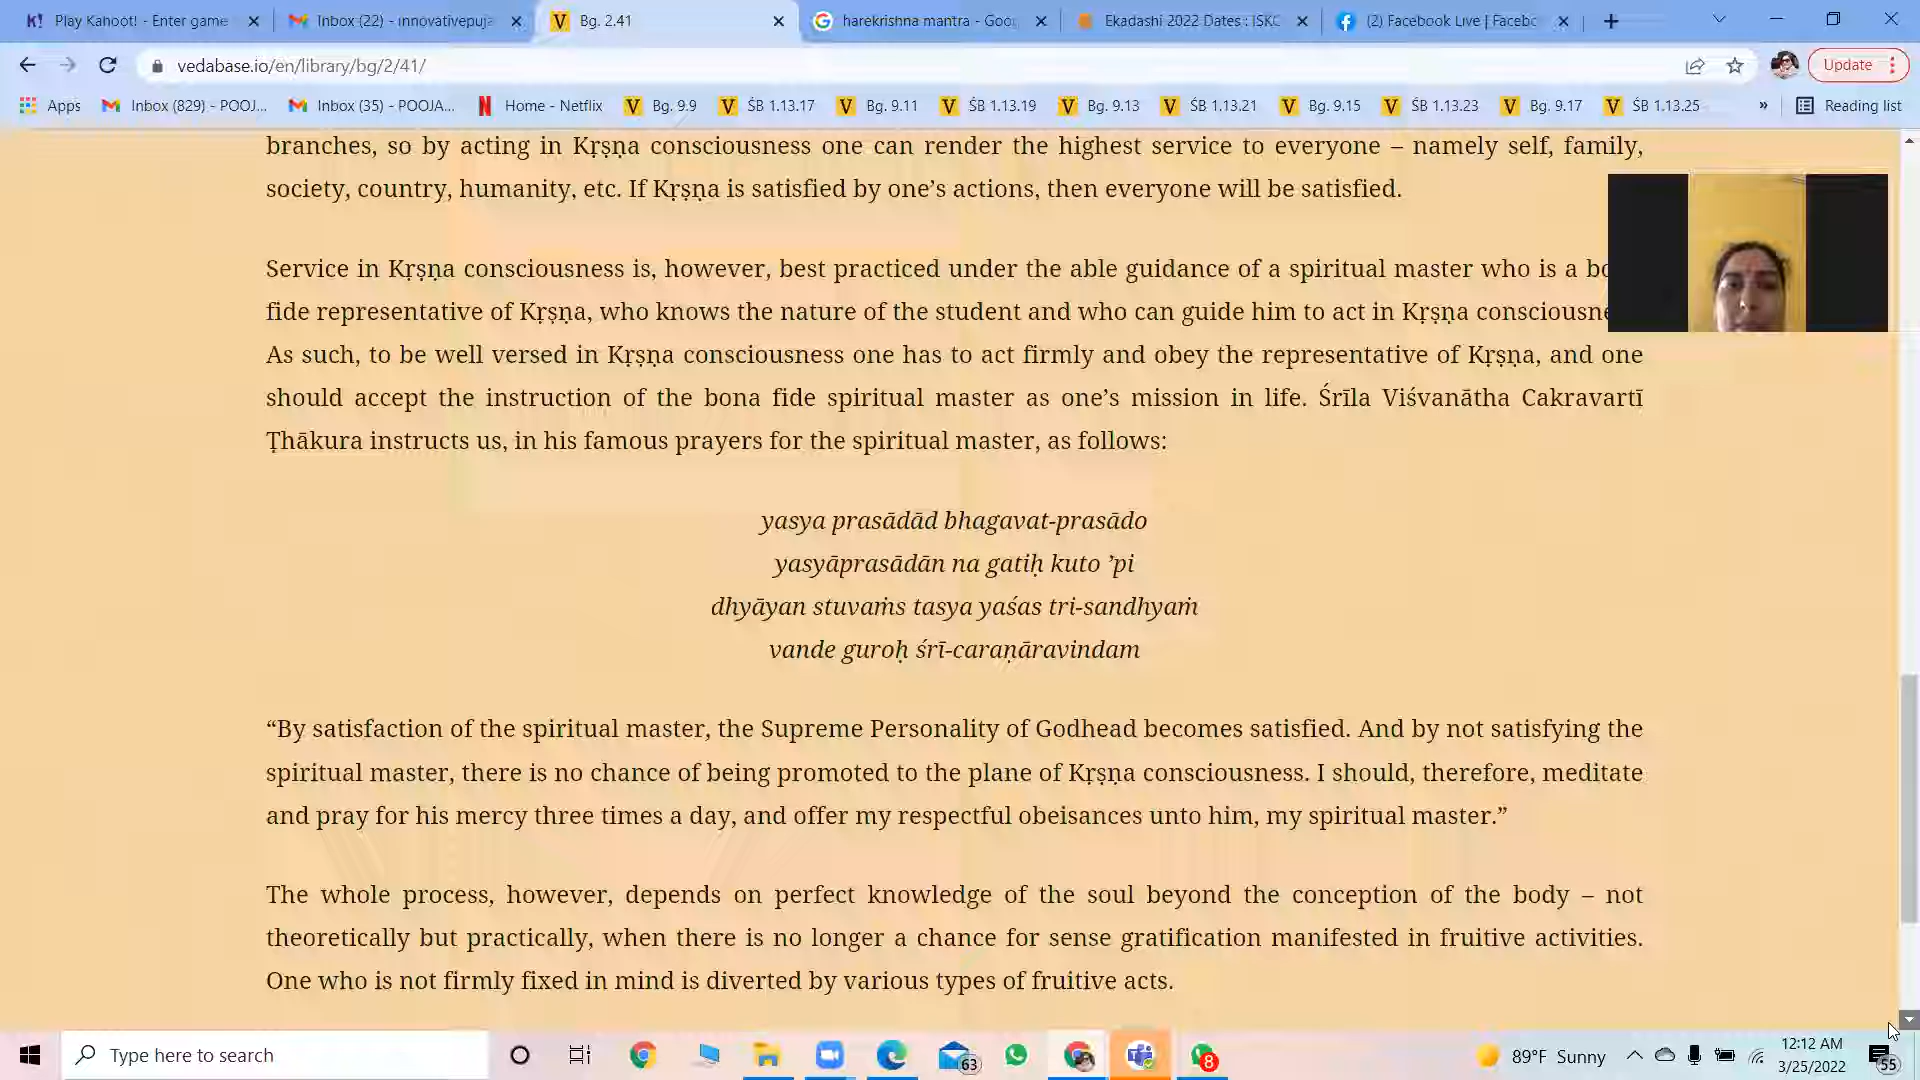 Play Kahoot! - Enter game
Inbox (22) - innovativepuja
Bg. 2.41
harekrishna mantra - Goo
Ekadashi 2022 Dates : ISKC
(2) Facebook Live | Facebo
vedabase.io/en/library/bg/2/41/
Update
Apps
Inbox (829) - POOJ...
Inbox (35) - POOJA...
Home - Netflix
Bg. 9.9
ŚB 1.13.17
Bg. 9.11
ŚB 1.13.19
Bg. 9.13
ŚB 1.13.21
Bg. 9.15
ŚB 1.13.23
Bg. 9.17
ŚB 1.13.25
»
Reading list
branches, so by acting in Kṛṣṇa consciousness one can render the highest service to everyone – namely self, family,
society, country, humanity, etc. If Kṛṣṇa is satisfied by one’s actions, then everyone will be satisfied.
Service in Kṛṣṇa consciousness is, however, best practiced under the able guidance of a spiritual master who is a bo
fide representative of Kṛṣṇa, who knows the nature of the student and who can guide him to act in Kṛṣṇa consciousne
As such, to be well versed in Kṛṣṇa consciousness one has to act firmly and obey the representative of Kṛṣṇa, and one
should accept the instruction of the bona fide spiritual master as one’s mission in life. Śrīla Viśvanātha Cakravartī
Ṭhākura instructs us, in his famous prayers for the spiritual master, as follows:
yasya prasādād bhagavat-prasādo
yasyāprasādān na gatiḥ kuto ’pi
dhyāyan stuvaṁs tasya yaśas tri-sandhyaṁ
vande guroḥ śrī-caraṇāravindam
“By satisfaction of the spiritual master, the Supreme Personality of Godhead becomes satisfied. And by not satisfying the
spiritual master, there is no chance of being promoted to the plane of Kṛṣṇa consciousness. I should, therefore, meditate
and pray for his mercy three times a day, and offer my respectful obeisances unto him, my spiritual master.”
The whole process, however, depends on perfect knowledge of the soul beyond the conception of the body – not
theoretically but practically, when there is no longer a chance for sense gratification manifested in fruitive activities.
One who is not firmly fixed in mind is diverted by various types of fruitive acts.
Type here to search
63
8
89°F Sunny
12:12 AM
3/25/2022
55